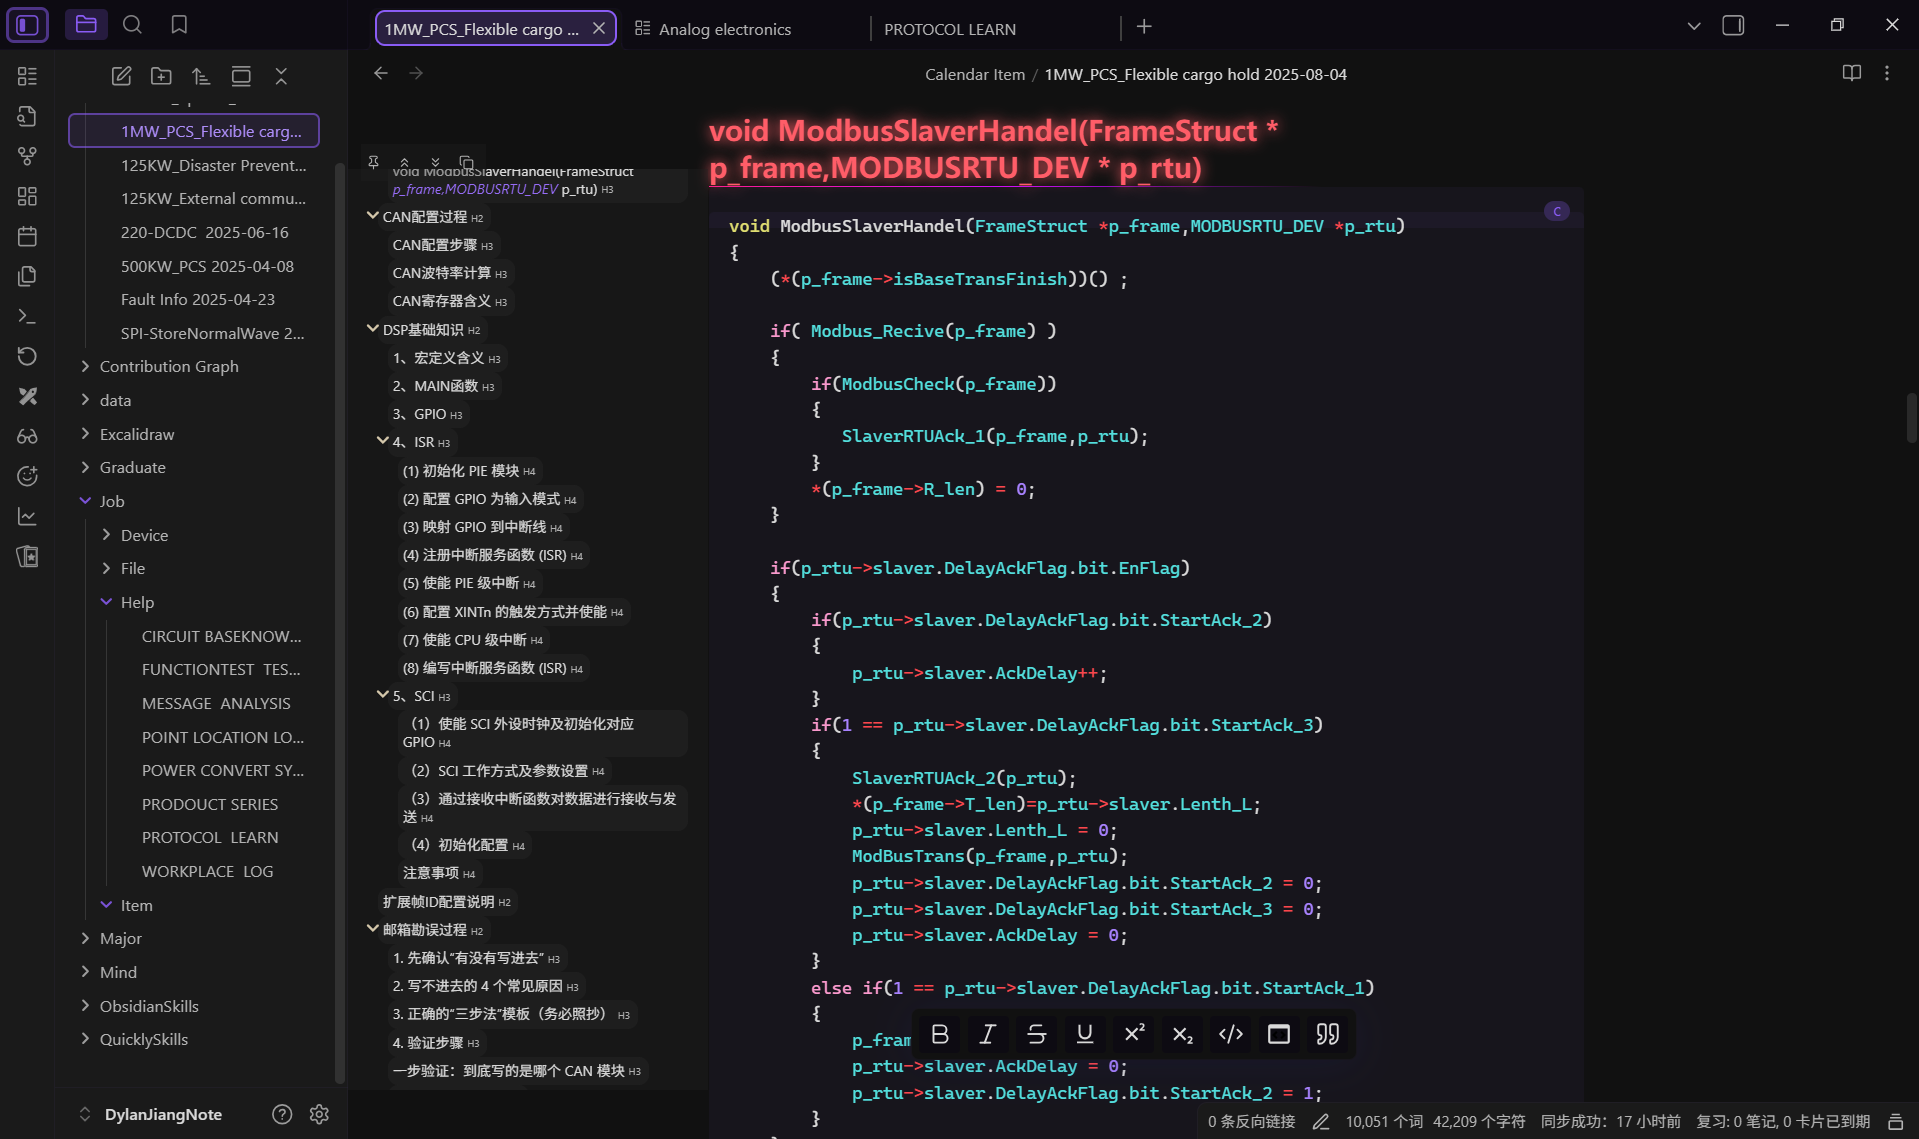 1MW_PCS_Flexible cargo ...
Analog electronics
PROTOCOL LEARN
Calendar Item / 1MW_PCS_Flexible cargo hold 2025-08-04
1MW_PCS_Flexible carg...
125KW_Disaster Prevent...
125KW_External commu...
220-DCDC 2025-06-16
500KW_PCS 2025-04-08
Fault Info 2025-04-23
SPI-StoreNormalWave 2...
Contribution Graph
data
Excalidraw
Graduate
Job
Device
File
Help
CIRCUIT BASEKNOW...
FUNCTIONTEST TES...
MESSAGE ANALYSIS
POINT LOCATION LO...
POWER CONVERT SY...
PRODOUCT SERIES
PROTOCOL LEARN
WORKPLACE LOG
Item
Major
Mind
ObsidianSkills
QuicklySkills
DylanJiangNote
void ModbusSlaverHandel(FrameStruct
p_frame,MODBUSRTU_DEV p_rtu) H3
CAN配置过程 H2
CAN配置步骤 H3
CAN波特率计算 H3
CAN寄存器含义 H3
DSP基础知识 H2
1、宏定义含义 H3
2、MAIN函数 H3
3、GPIO H3
4、ISR H3
(1) 初始化 PIE 模块 H4
(2) 配置 GPIO 为输入模式 H4
(3) 映射 GPIO 到中断线 H4
(4) 注册中断服务函数 (ISR) H4
(5) 使能 PIE 级中断 H4
(6) 配置 XINTn 的触发方式并使能 H4
(7) 使能 CPU 级中断 H4
(8) 编写中断服务函数 (ISR) H4
5、SCI H3
（1）使能 SCI 外设时钟及初始化对应
GPIO H4
（2）SCI 工作方式及参数设置 H4
（3）通过接收中断函数对数据进行接收与发
送 H4
（4）初始化配置 H4
注意事项 H4
扩展帧ID配置说明 H2
邮箱勘误过程 H2
1. 先确认“有没有写进去” H3
2. 写不进去的 4 个常见原因 H3
3. 正确的“三步法”模板（务必照抄） H3
4. 验证步骤 H3
一步验证：到底写的是哪个 CAN 模块 H3
void ModbusSlaverHandel(FrameStruct *
p_frame,MODBUSRTU_DEV * p_rtu)
C
void ModbusSlaverHandel(FrameStruct *p_frame,MODBUSRTU_DEV *p_rtu)
{
(*(p_frame->isBaseTransFinish))() ;
if( Modbus_Recive(p_frame) )
{
if(ModbusCheck(p_frame))
{
SlaverRTUAck_1(p_frame,p_rtu);
}
*(p_frame->R_len) = 0;
}
if(p_rtu->slaver.DelayAckFlag.bit.EnFlag)
{
if(p_rtu->slaver.DelayAckFlag.bit.StartAck_2)
{
p_rtu->slaver.AckDelay++;
}
if(1 == p_rtu->slaver.DelayAckFlag.bit.StartAck_3)
{
SlaverRTUAck_2(p_rtu);
*(p_frame->T_len)=p_rtu->slaver.Lenth_L;
p_rtu->slaver.Lenth_L = 0;
ModBusTrans(p_frame,p_rtu);
p_rtu->slaver.DelayAckFlag.bit.StartAck_2 = 0;
p_rtu->slaver.DelayAckFlag.bit.StartAck_3 = 0;
p_rtu->slaver.AckDelay = 0;
}
else if(1 == p_rtu->slaver.DelayAckFlag.bit.StartAck_1)
{
p_fram
p_rtu->slaver.AckDelay = 0;
p_rtu->slaver.DelayAckFlag.bit.StartAck_2 = 1;
}
0 条反向链接 10,051 个词 42,209 个字符 同步成功：17 小时前 复习: 0 笔记, 0 卡片已到期